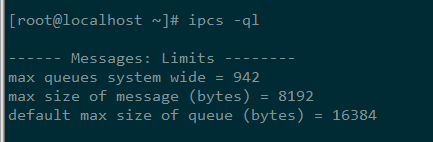 [root@localhost ~]# ipcs -ql
------ Messages: Limits --------
max queues system wide = 942
max size of message (bytes) = 8192
default max size of queue (bytes) = 16384